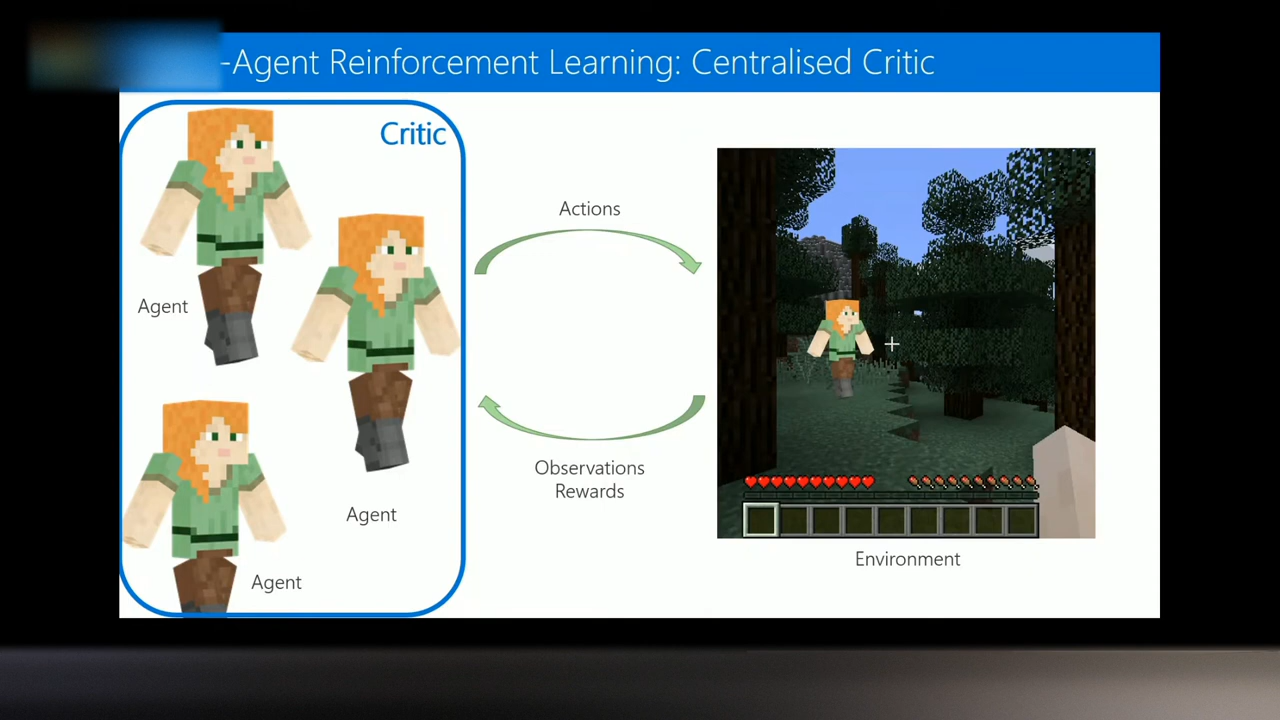 -Agent Reinforcement Learning: Centralised Critic
Critic
Agent
Agent
Agent
Actions
Observations
Rewards
Environment